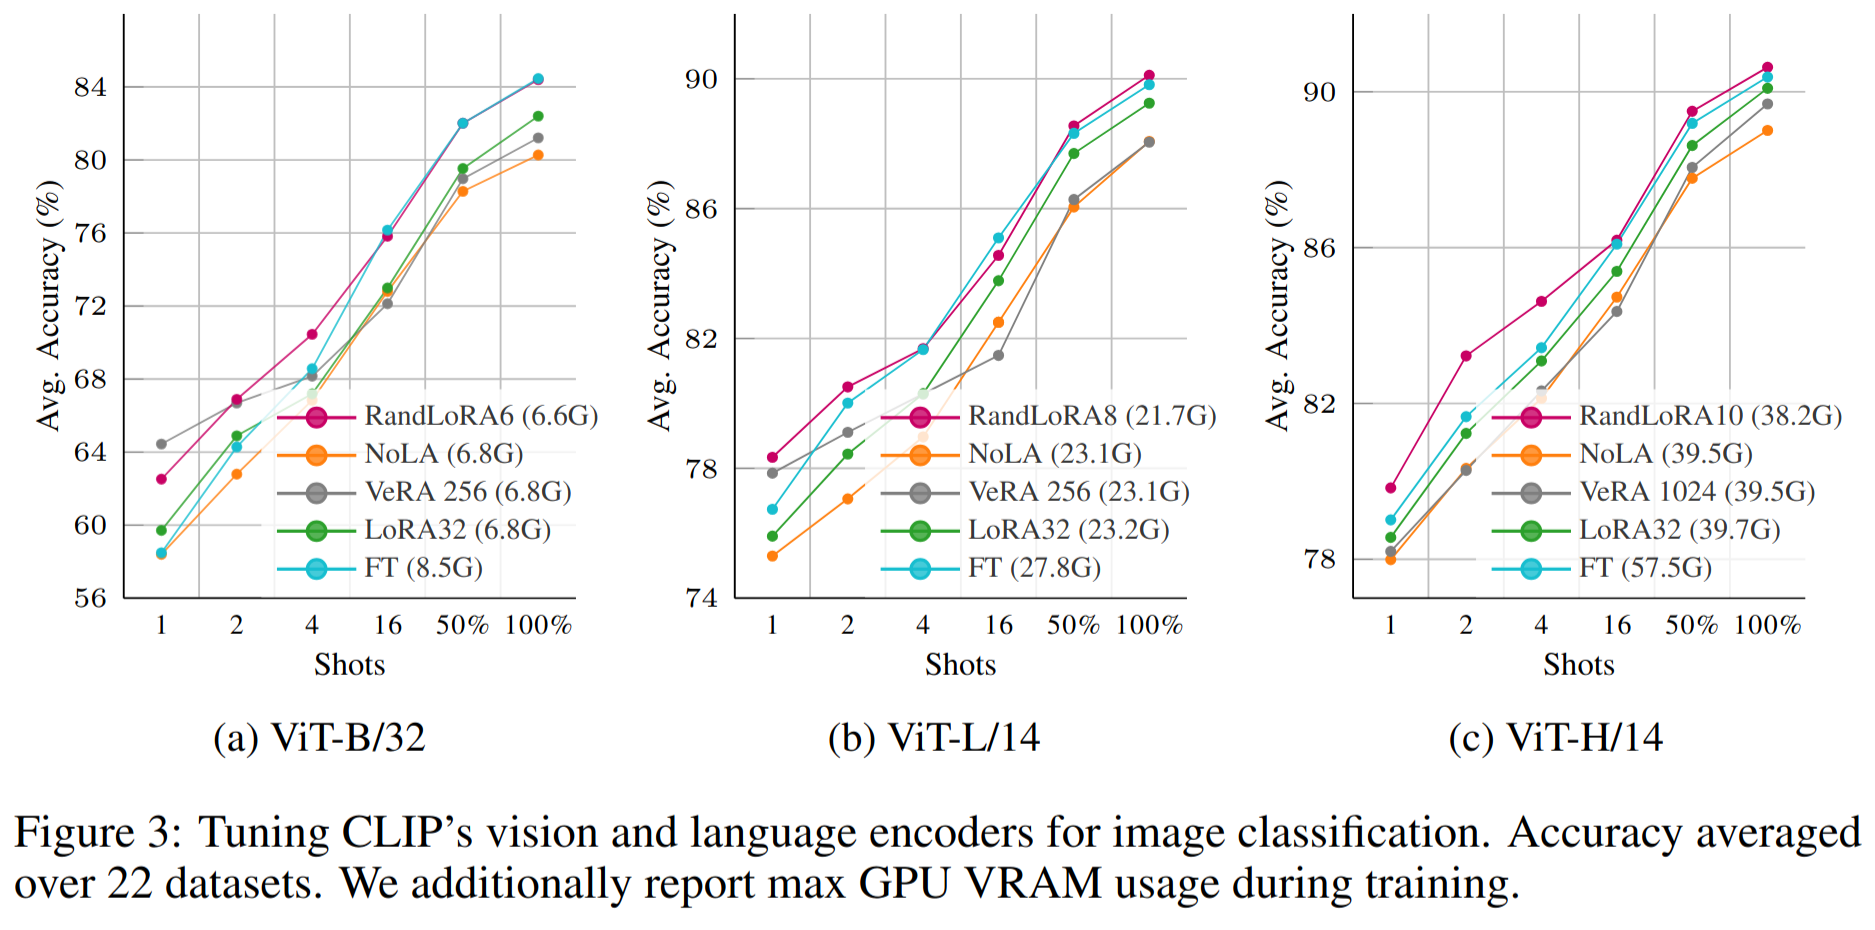 Avg. Accuracy (%)
84
80
76
72
68
64
60
56
RandLoRA6 (6.6G)
NoLA (6.8G)
VeRA 256 (6.8G)
LoRA32 (6.8G)
FT (8.5G)
1 2 4 16 50% 100%
Shots
(a) ViT-B/32
Avg. Accuracy (%)
90
86
82
78
74
RandLoRA8 (21.7G)
NoLA (23.1G)
VeRA 256 (23.1G)
LoRA32 (23.2G)
FT (27.8G)
1 2 4 16 50% 100%
Shots
(b) ViT-L/14
Avg. Accuracy (%)
90
86
82
78
RandLoRA10 (38.2G)
NoLA (39.5G)
VeRA 1024 (39.5G)
LoRA32 (39.7G)
FT (57.5G)
1 2 4 16 50% 100%
Shots
(c) ViT-H/14
Figure 3: Tuning CLIP's vision and language encoders for image classification. Accuracy averaged
over 22 datasets. We additionally report max GPU VRAM usage during training.